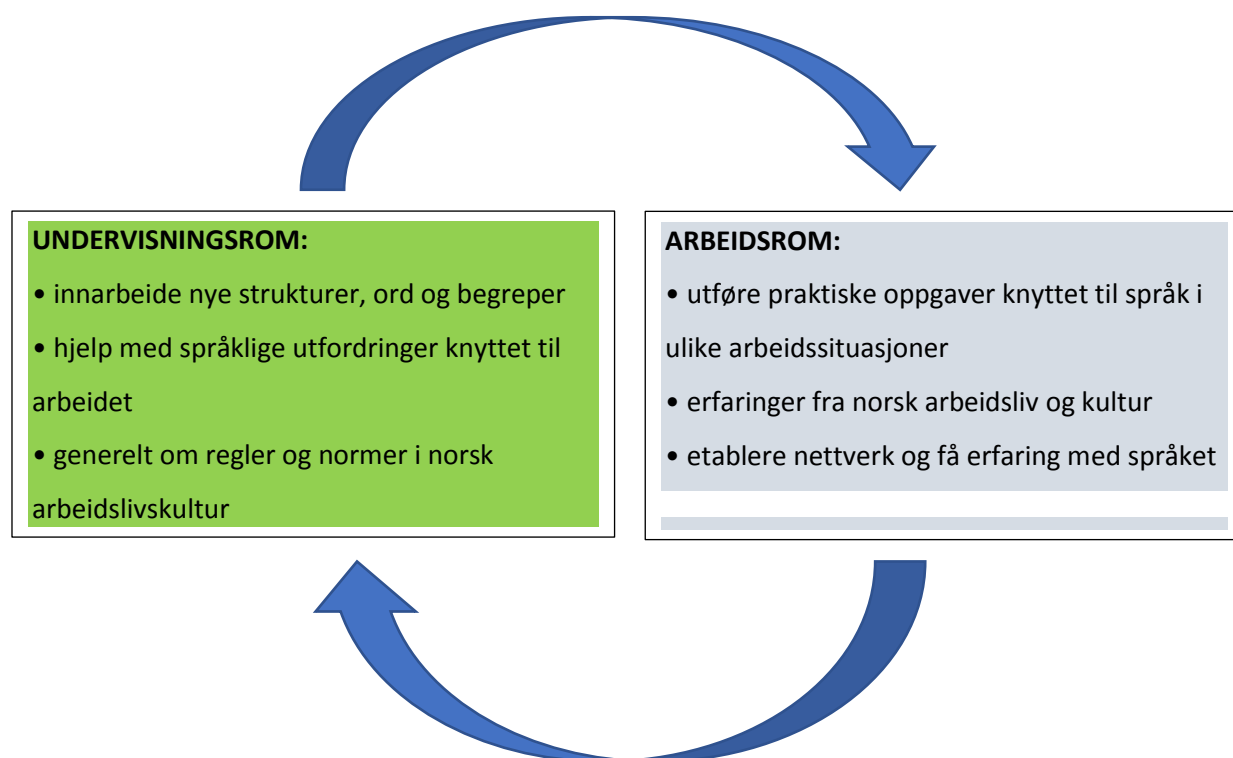 UNDERVISNINGSROM:
• innarbeide nye strukturer, ord og begreper
• hjelp med språklige utfordringer knyttet til
arbeidet
• generelt om regler og normer i norsk
arbeidslivskultur
ARBEIDSROM:
• utføre praktiske oppgaver knyttet til språk i
ulike arbeidssituasjoner
• erfaringer fra norsk arbeidsliv og kultur
• etablere nettverk og få erfaring med språket